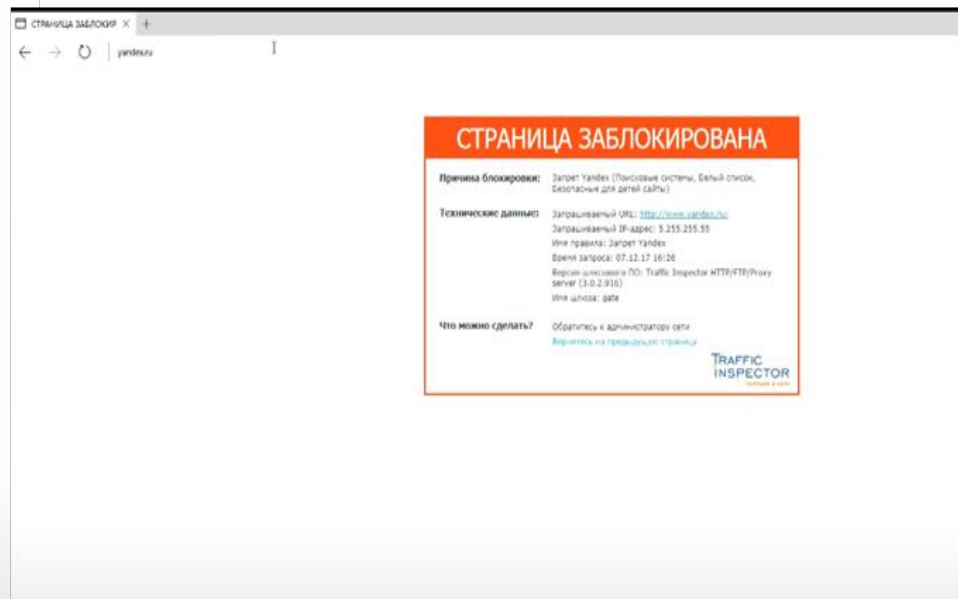 СТРАНИЦА ЗАБЛОКИР
yandex.ru
СТРАНИЦА ЗАБЛОКИРОВАНА
Причина блокировки: Запрет Yandex (Поисковые системы, Белый список,
Безопасные для детей сайты)
Технические данные: Запрашиваемый URL: http://www.yandex.ru/
Запрашиваемый IP-адрес: 5.255.255.55
Имя правила: Запрет Yandex
Время запроса: 07.12.17 16:26
Версия шлюзового ПО: Traffic Inspector HTTP/FTP/Proxy
server (3.0.2.916)
Имя шлюза: gate
Что можно сделать? Обратитесь к администратору сети
Вернитесь на предыдущую страницу
TRAFFIC
INSPECTOR